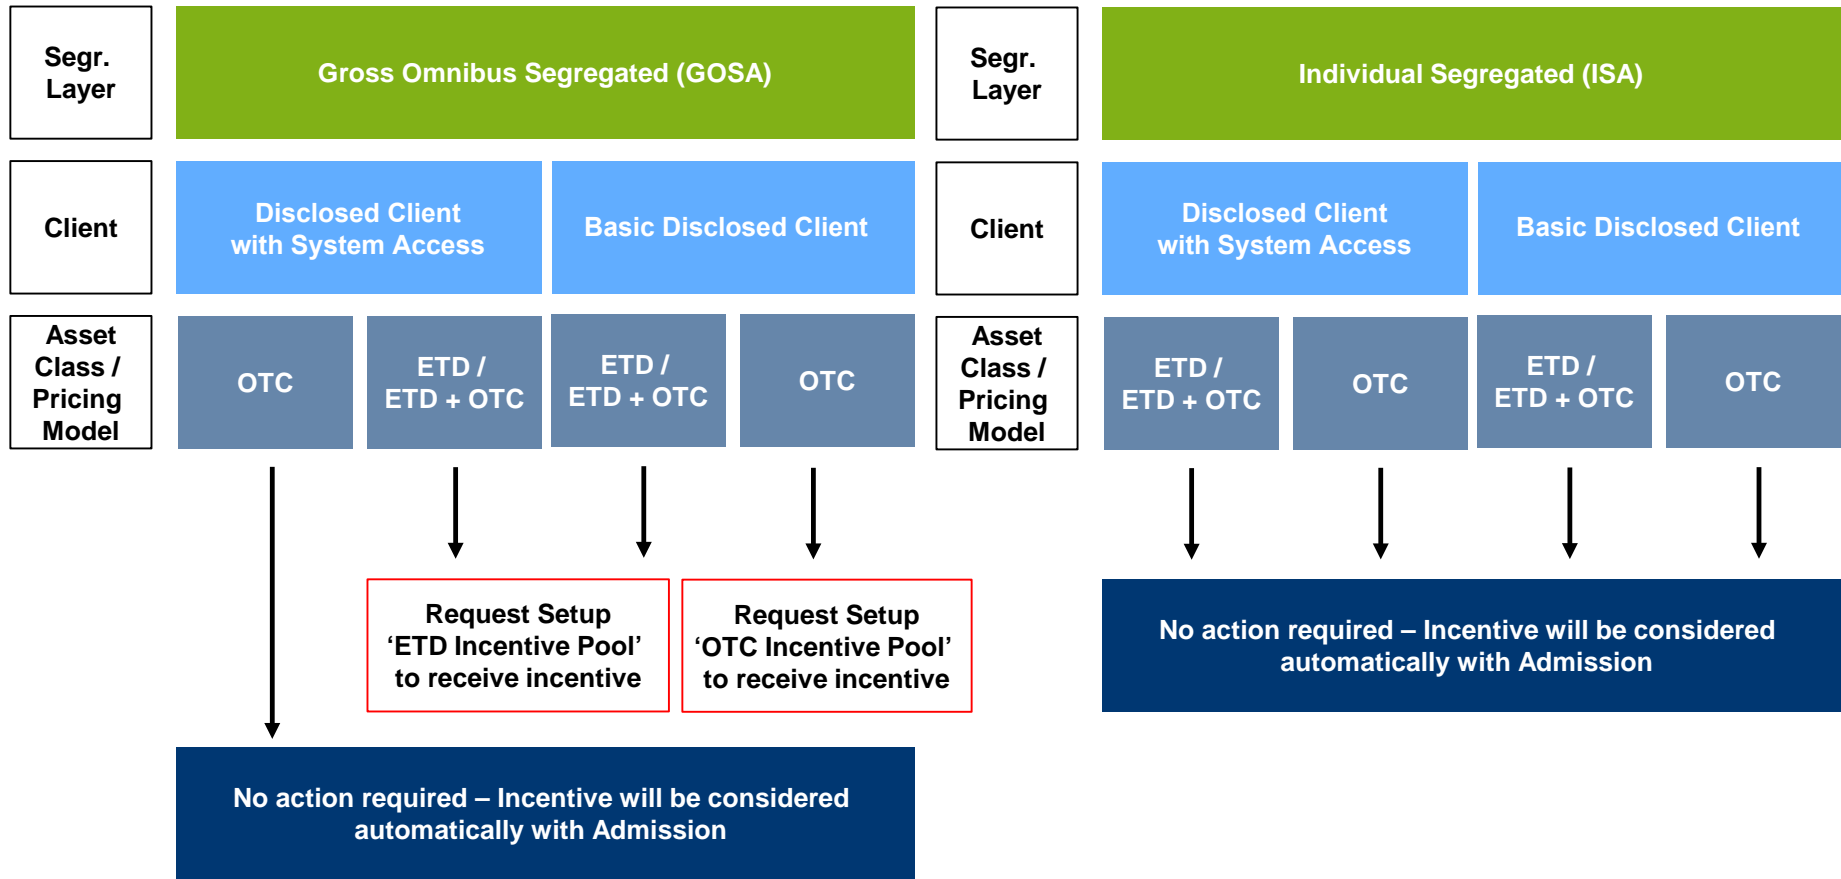 Segr.
Layer
Gross Omnibus Segregated (GOSA)
Segr.
Layer
Individual Segregated (ISA)
Client
Disclosed Client
with System Access
Basic Disclosed Client
Client
Disclosed Client
with System Access
Basic Disclosed Client
Asset
Class /
Pricing
Model
OTC
ETD /
ETD + OTC
ETD /
ETD + OTC
OTC
Asset
Class /
Pricing
Model
ETD /
ETD + OTC
OTC
ETD /
ETD + OTC
OTC
Request Setup
‘ETD Incentive Pool’
to receive incentive
Request Setup
‘OTC Incentive Pool’
to receive incentive
No action required – Incentive will be considered
automatically with Admission
No action required – Incentive will be considered
automatically with Admission